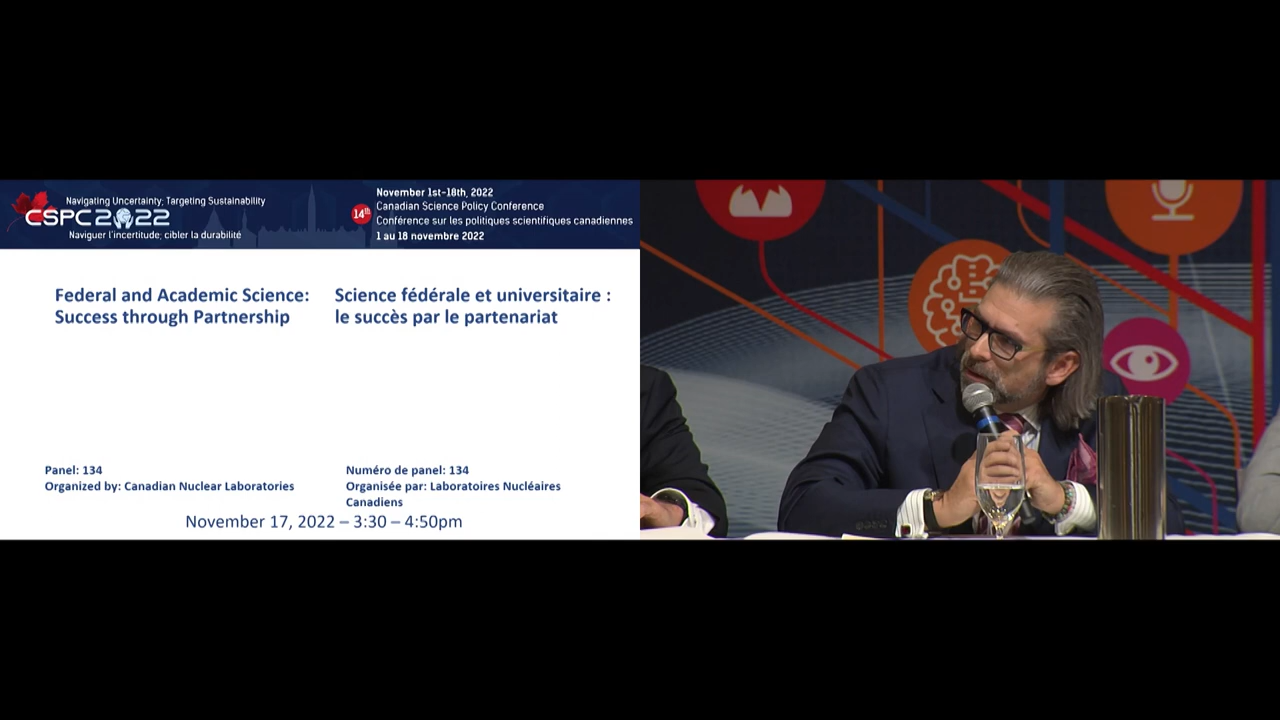 Navigating Uncertainty; Targeting Sustainability
CSPC2022
Naviguer l'incertitude; cibler la durabilité
14th
November 1st-18th, 2022
Canadian Science Policy Conference
Conférence sur les politiques scientifiques canadiennes
1 au 18 novembre 2022
Federal and Academic Science:
Success through Partnership
Science fédérale et universitaire :
le succès par le partenariat
Panel: 134
Organized by: Canadian Nuclear Laboratories
Numéro de panel: 134
Organisée par: Laboratoires Nucléaires
Canadiens
November 17, 2022 – 3:30 – 4:50pm